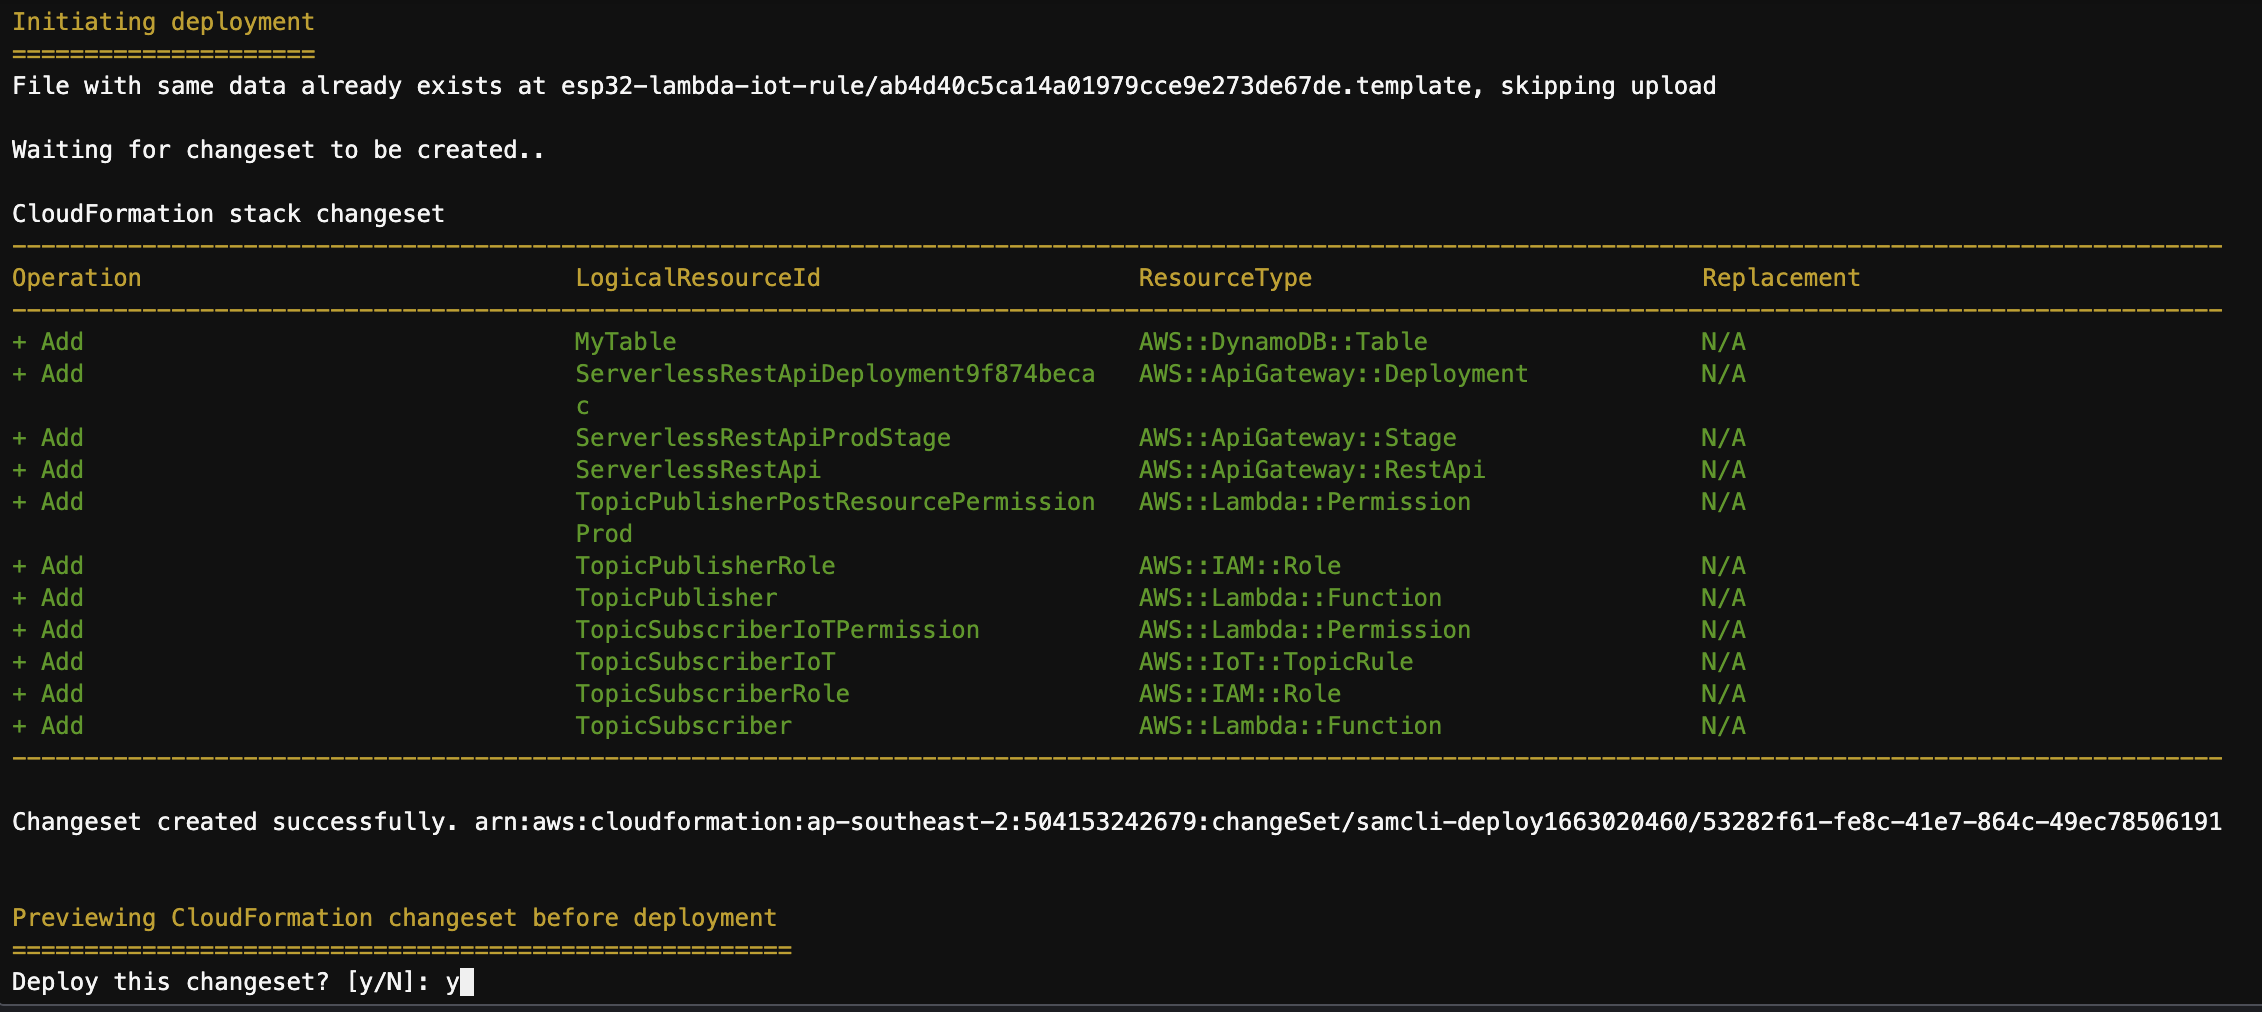 Initiating deployment
=====================
File with same data already exists at esp32-lambda-iot-rule/ab4d40c5ca14a01979cce9e273de67de.template, skipping upload
Waiting for changeset to be created..
CloudFormation stack changeset
Operation LogicalResourceId ResourceType Replacement
+ Add MyTable AWS::DynamoDB::Table N/A
+ Add ServerlessRestApiDeployment9f874beca AWS::ApiGateway::Deployment N/A
c
+ Add ServerlessRestApiProdStage AWS::ApiGateway::Stage N/A
+ Add ServerlessRestApi AWS::ApiGateway::RestApi N/A
+ Add TopicPublisherPostResourcePermission AWS::Lambda::Permission N/A
Prod
+ Add TopicPublisherRole AWS::IAM::Role N/A
+ Add TopicPublisher AWS::Lambda::Function N/A
+ Add TopicSubscriberIoTPermission AWS::Lambda::Permission N/A
+ Add TopicSubscriberIoT AWS::IoT::TopicRule N/A
+ Add TopicSubscriberRole AWS::IAM::Role N/A
+ Add TopicSubscriber AWS::Lambda::Function N/A
Changeset created successfully. arn:aws:cloudformation:ap-southeast-2:504153242679:changeSet/samcli-deploy1663020460/53282f61-fe8c-41e7-864c-49ec78506191
Previewing CloudFormation changeset before deployment
======================================================
Deploy this changeset? [y/N]: y